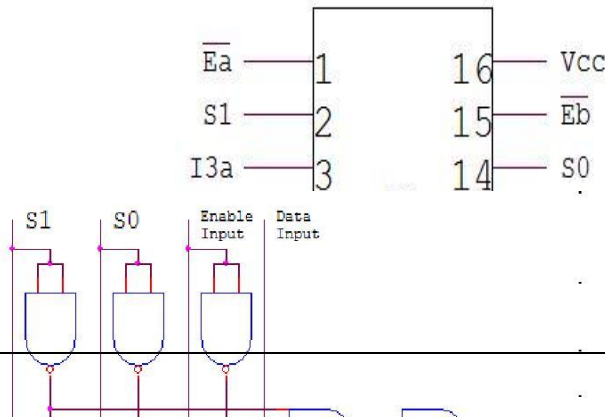 Ea 1 16 Vcc
S1 2 15 Eb
I3a 3 14 S0
S1 S0 Enable Input Data Input